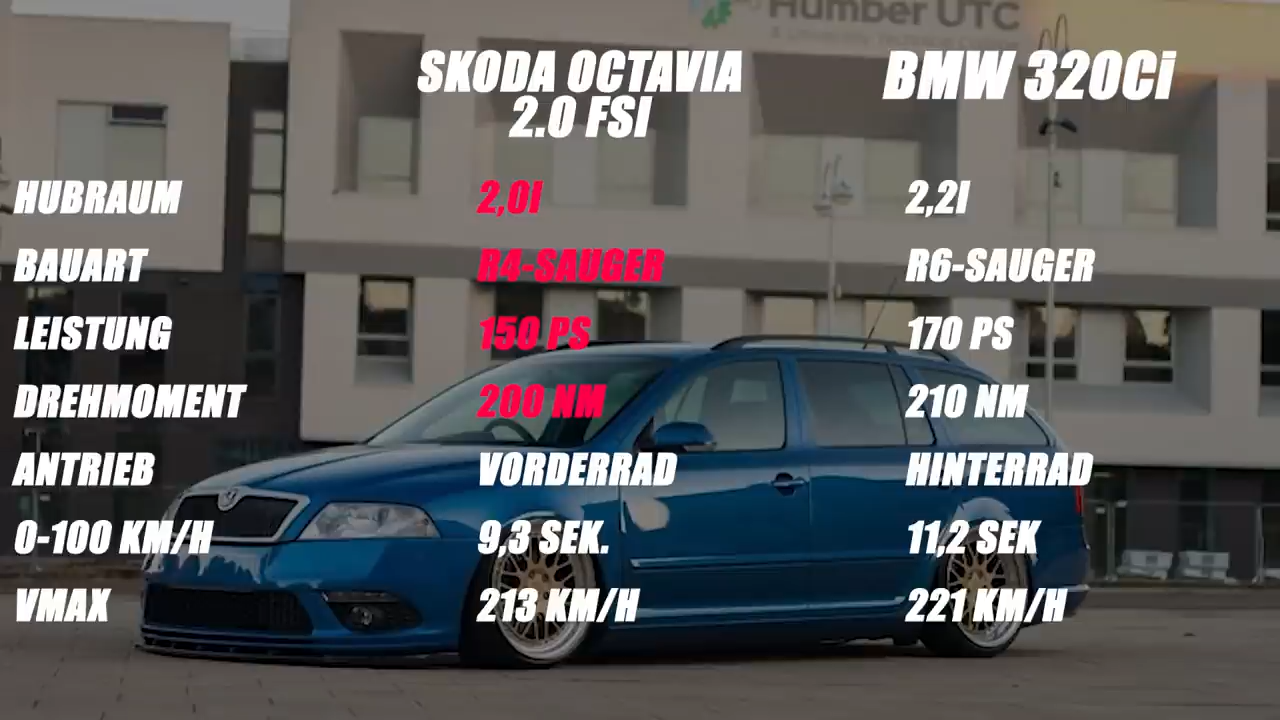 Humber UTC
SKODA OCTAVIA
2.0 FSI
BMW 320Ci
HUBRAUM 2,0l 2,2l
BAUART R4-SAUGER R6-SAUGER
LEISTUNG 150 PS 170 PS
DREHMOMENT 200 NM 210 NM
ANTRIEB VORDERRAD HINTERRAD
0-100 KM/H 9,3 SEK. 11,2 SEK
VMAX 213 KM/H 221 KM/H